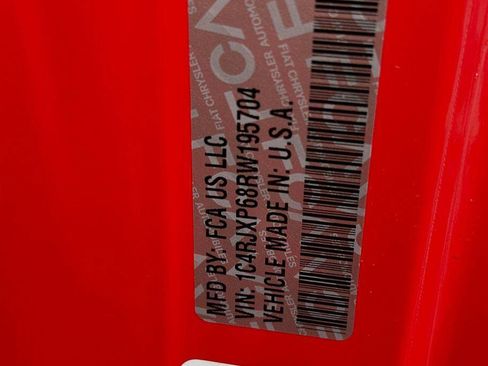 MFD BY: FCA US LLC
VIN: 1C4RJXP68RW195704
VEHICLE MADE IN: U.S.A.